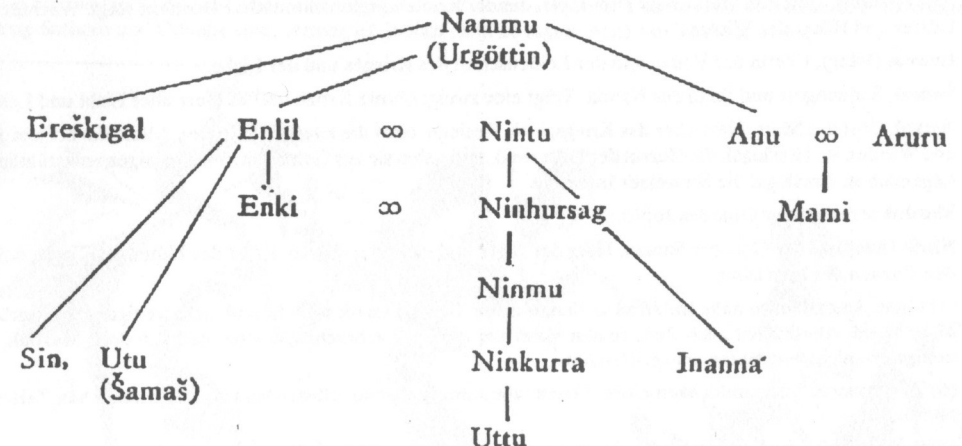 Nammu
(Urgöttin)
Ereškigal Enlil ∞ Nintu Anu ∞ Aruru
Enki ∞ Ninhursag Mami
Ninmu
Sin, Utu Ninkurra Inanna
(Šamaš)
Uttu